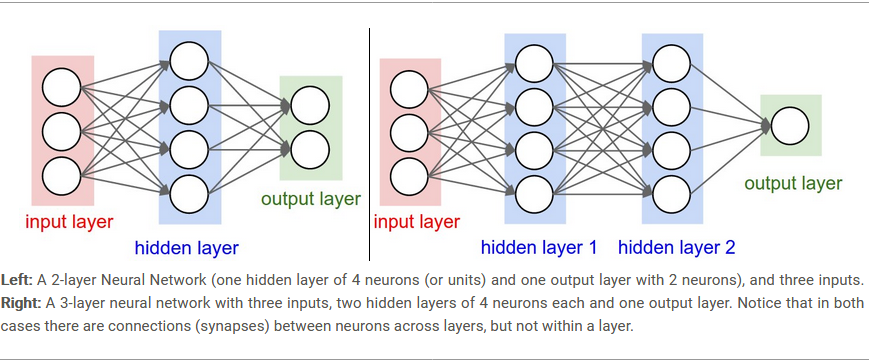 input layer
hidden layer
output layer
input layer
hidden layer 1
hidden layer 2
output layer
Left: A 2-layer Neural Network (one hidden layer of 4 neurons (or units) and one output layer with 2 neurons), and three inputs.
Right: A 3-layer neural network with three inputs, two hidden layers of 4 neurons each and one output layer. Notice that in both
cases there are connections (synapses) between neurons across layers, but not within a layer.